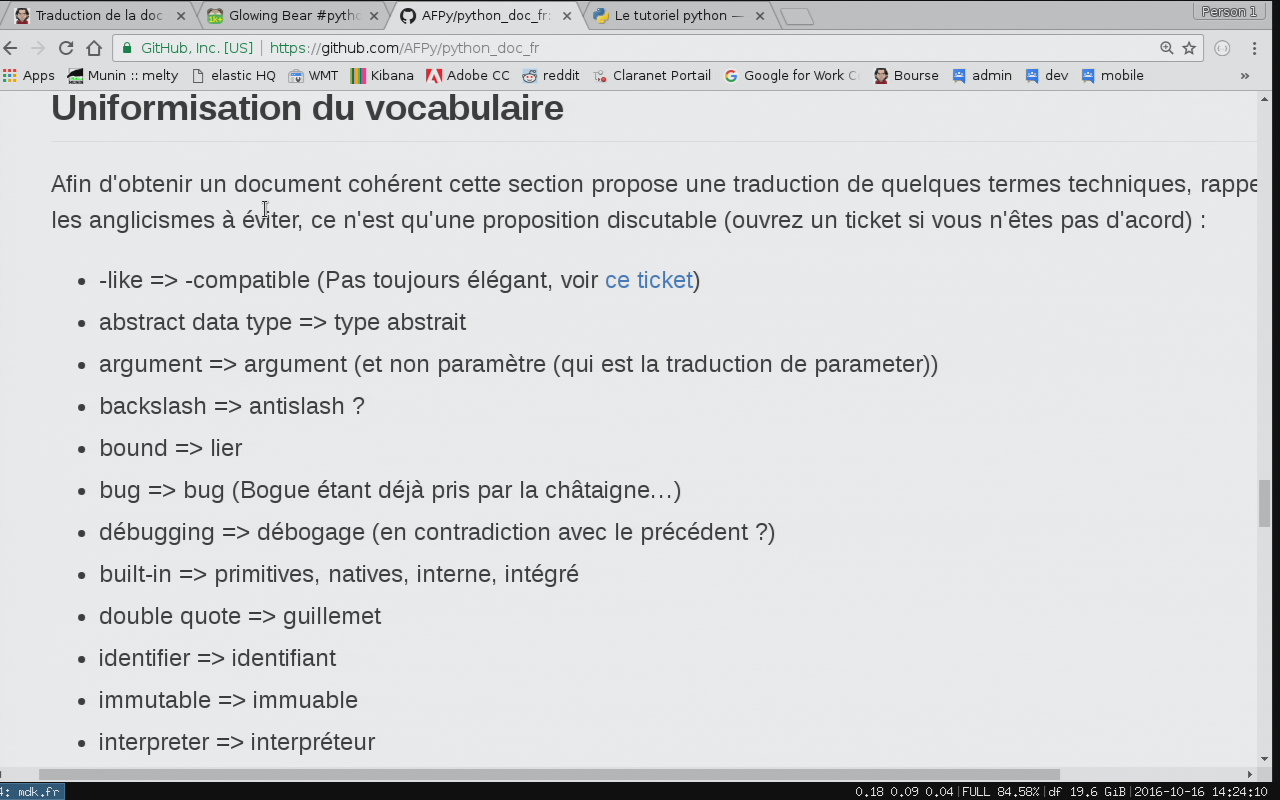 Traduction de la doc
Glowing Bear #pytho
AFPy/python_doc_fr:
Le tutoriel python —
Person 1
GitHub, Inc. [US]
https://github.com/AFPy/python_doc_fr
Apps
Munin :: melty
elastic HQ
WMT
Kibana
Adobe CC
reddit
Claranet Portail
Google for Work C
Bourse
admin
dev
mobile
»
Uniformisation du vocabulaire
Afin d'obtenir un document cohérent cette section propose une traduction de quelques termes techniques, rappe
les anglicismes à éviter, ce n'est qu'une proposition discutable (ouvrez un ticket si vous n'êtes pas d'acord) :
• -like => -compatible (Pas toujours élégant, voir ce ticket)
• abstract data type => type abstrait
• argument => argument (et non paramètre (qui est la traduction de parameter))
• backslash => antislash ?
• bound => lier
• bug => bug (Bogue étant déjà pris par la châtaigne…)
• débugging => débogage (en contradiction avec le précédent ?)
• built-in => primitives, natives, interne, intégré
• double quote => guillemet
• identifier => identifiant
• immutable => immuable
• interpreter => interpréteur
4: mdk.fr
0.18 0.09 0.04|FULL 84.58%|df 19.6 GiB|2016-10-16 14:24:10